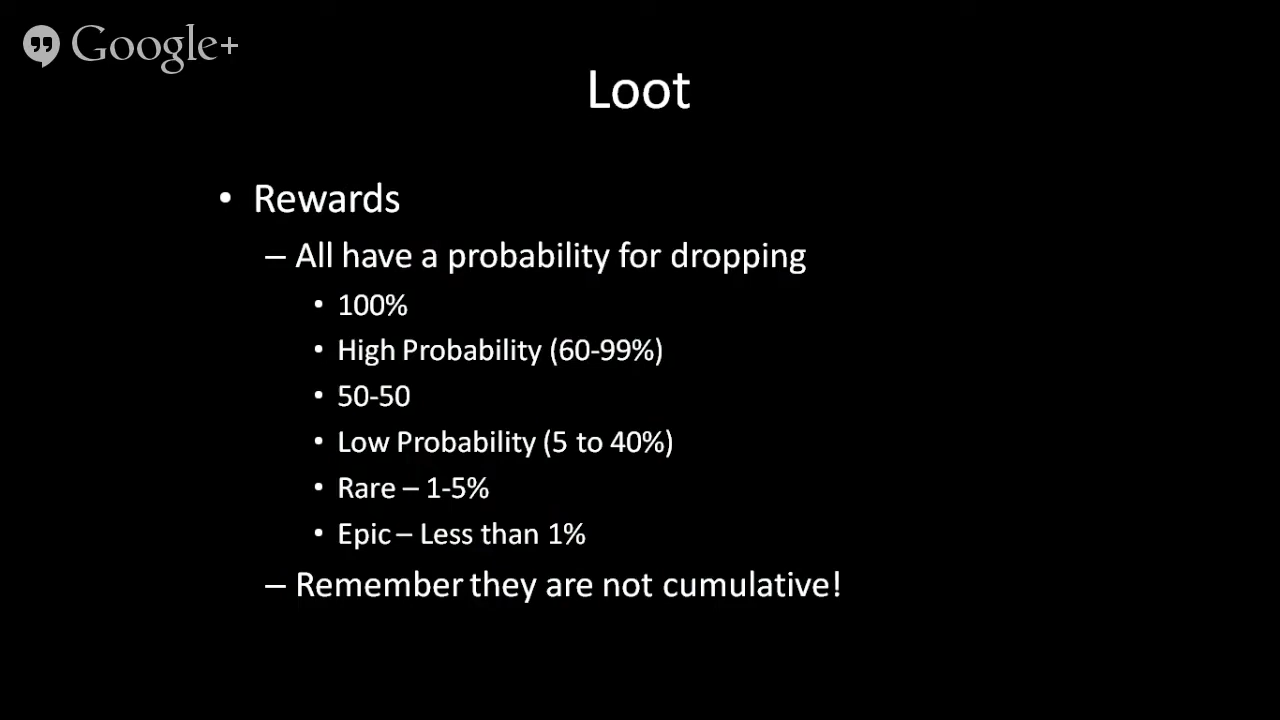 Google+
Loot
• Rewards
– All have a probability for dropping
• 100%
• High Probability (60-99%)
• 50-50
• Low Probability (5 to 40%)
• Rare – 1-5%
• Epic – Less than 1%
– Remember they are not cumulative!